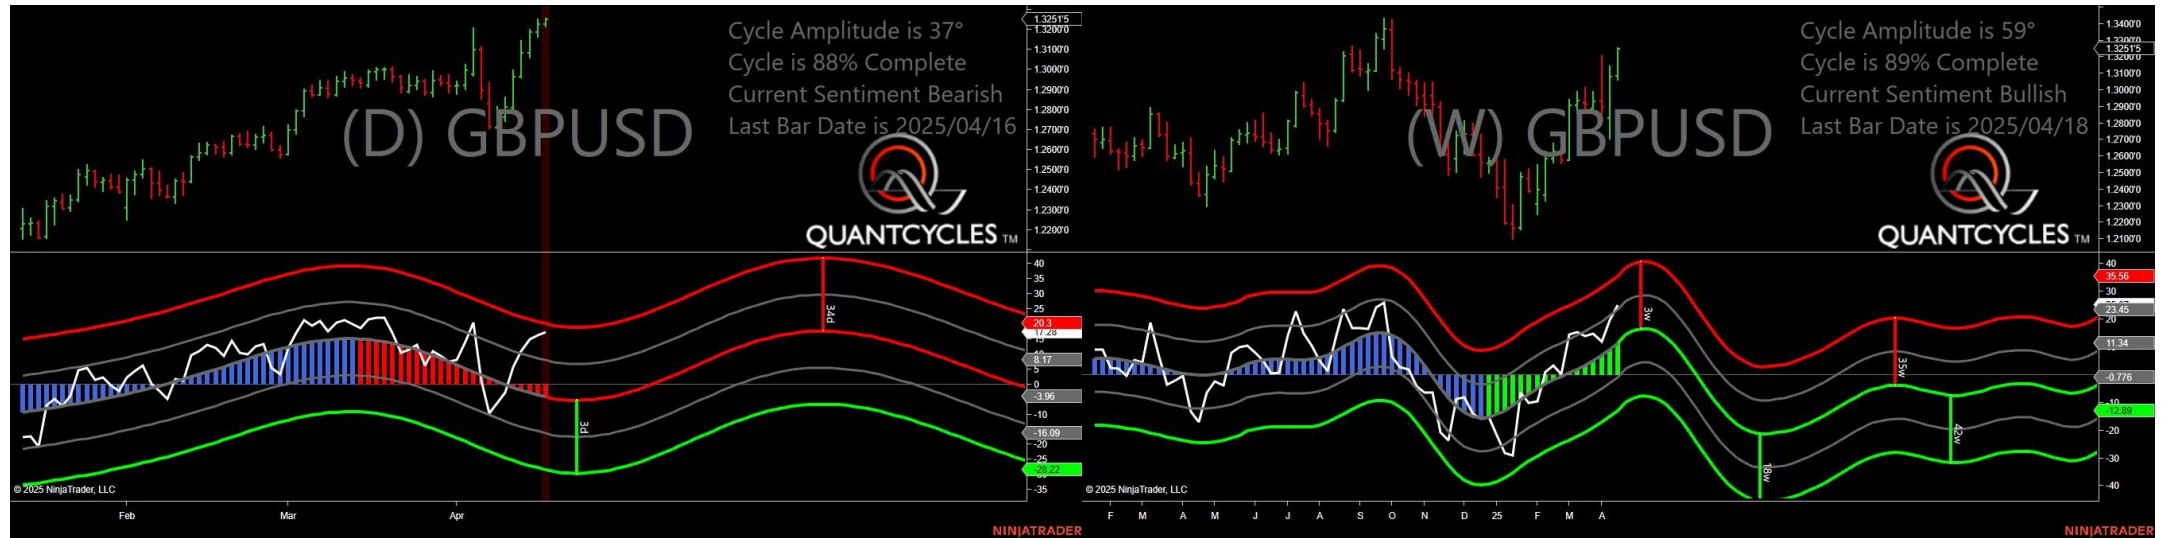 Cycle Amplitude is 37°
Cycle is 88% Complete
Current Sentiment Bearish
Last Bar Date is 2025/04/16
(D) GBPUSD
QUANTCYCLES TM
1.3251'5
1.3200'0
1.3100'0
1.3000'0
1.2900'0
1.2800'0
1.2700'0
1.2600'0
1.2500'0
1.2400'0
1.2300'0
1.2200'0
40
35
30
25
20.3
17.28
8.17
5
0
-3.96
-10
-16.09
-20
-25
-28.22
-35
34d
3d
© 2025 NinjaTrader, LLC
Feb Mar Apr
NINJATRADER
Cycle Amplitude is 59°
Cycle is 89% Complete
Current Sentiment Bullish
Last Bar Date is 2025/04/18
(W) GBPUSD
QUANTCYCLES TM
1.3400'0
1.3251'5
1.3100'0
1.3000'0
1.2900'0
1.2800'0
1.2700'0
1.2600'0
1.2500'0
1.2400'0
1.2300'0
1.2200'0
1.2100'0
40
35.56
30
23.45
20
11.34
-0.776
-12.89
-20
-30
-40
3w
35w
18w
42w
© 2025 NinjaTrader, LLC
F M A M J J A S O N D 25 F M A
NINJATRADER